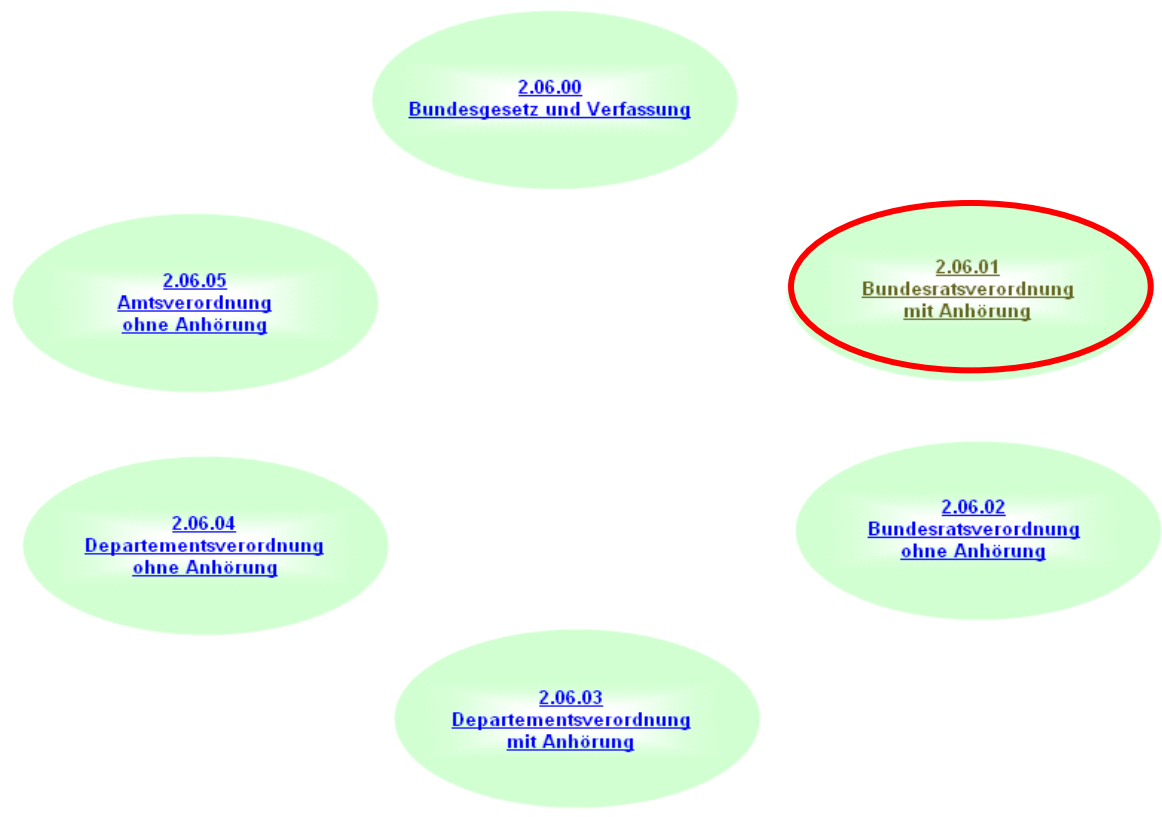 2.06.00
Bundesgesetz und Verfassung
2.06.05
Amtsverordnung
ohne Anhörung
2.06.01
Bundesratsverordnung
mit Anhörung
2.06.04
Departementsverordnung
ohne Anhörung
2.06.02
Bundesratsverordnung
ohne Anhörung
2.06.03
Departementsverordnung
mit Anhörung